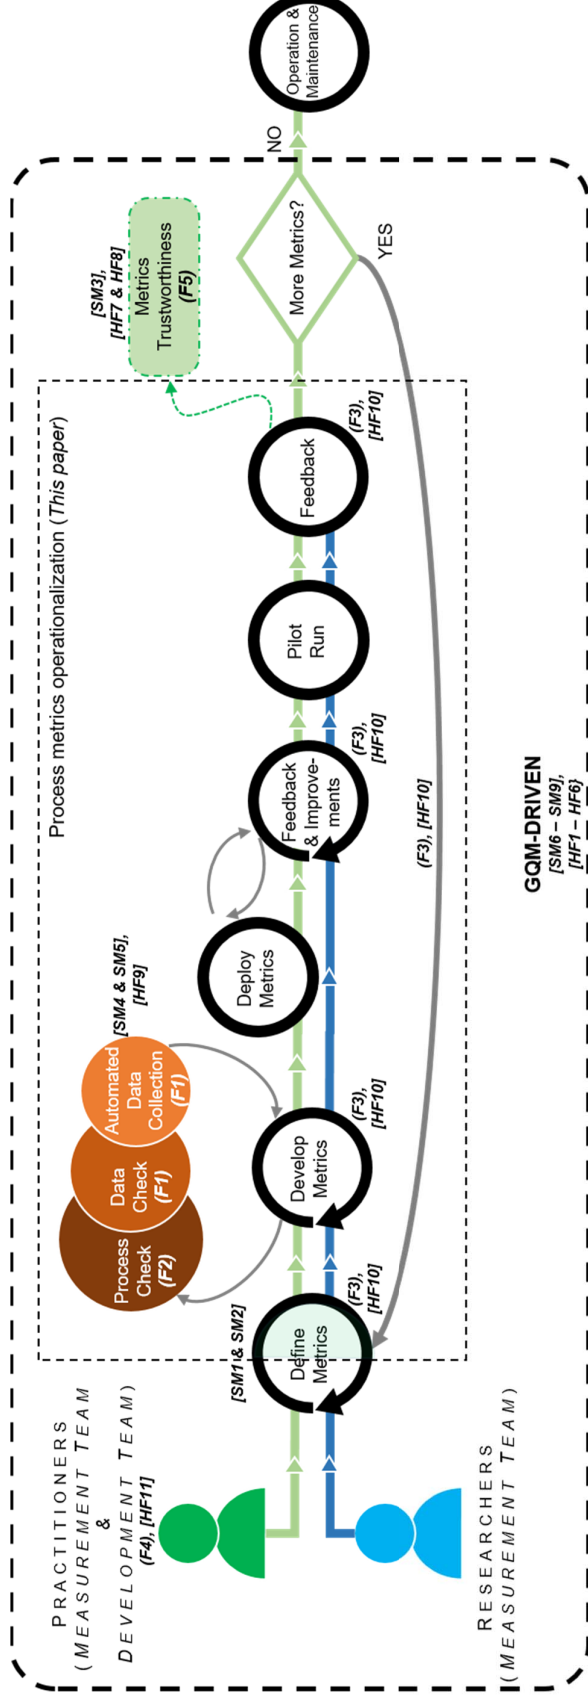 PRACTITIONERS
(MEASUREMENT TEAM
&
DEVELOPMENT TEAM)
(F4), [HF11]
RESEARCHERS
(MEASUREMENT TEAM)
Process metrics operationalization (This paper)
[SM1 & SM2]
Define
Metrics
(F3),
[HF10]
Process
Check
(F2)
Data
Check
(F1)
Automated
Data
Collection
(F1)
[SM4 & SM5],
[HF9]
Develop
Metrics
(F3),
[HF10]
Deploy
Metrics
Feedback
& Improve-
ments
(F3),
[HF10]
Pilot
Run
Feedback
(F3),
[HF10]
[SM3],
[HF7 & HF8]
Metrics
Trustworthiness
(F5)
More Metrics?
YES
NO
Operation &
Maintenance
(F3), [HF10]
GQM-DRIVEN
[SM6 – SM9],
[HF1 – HF6}